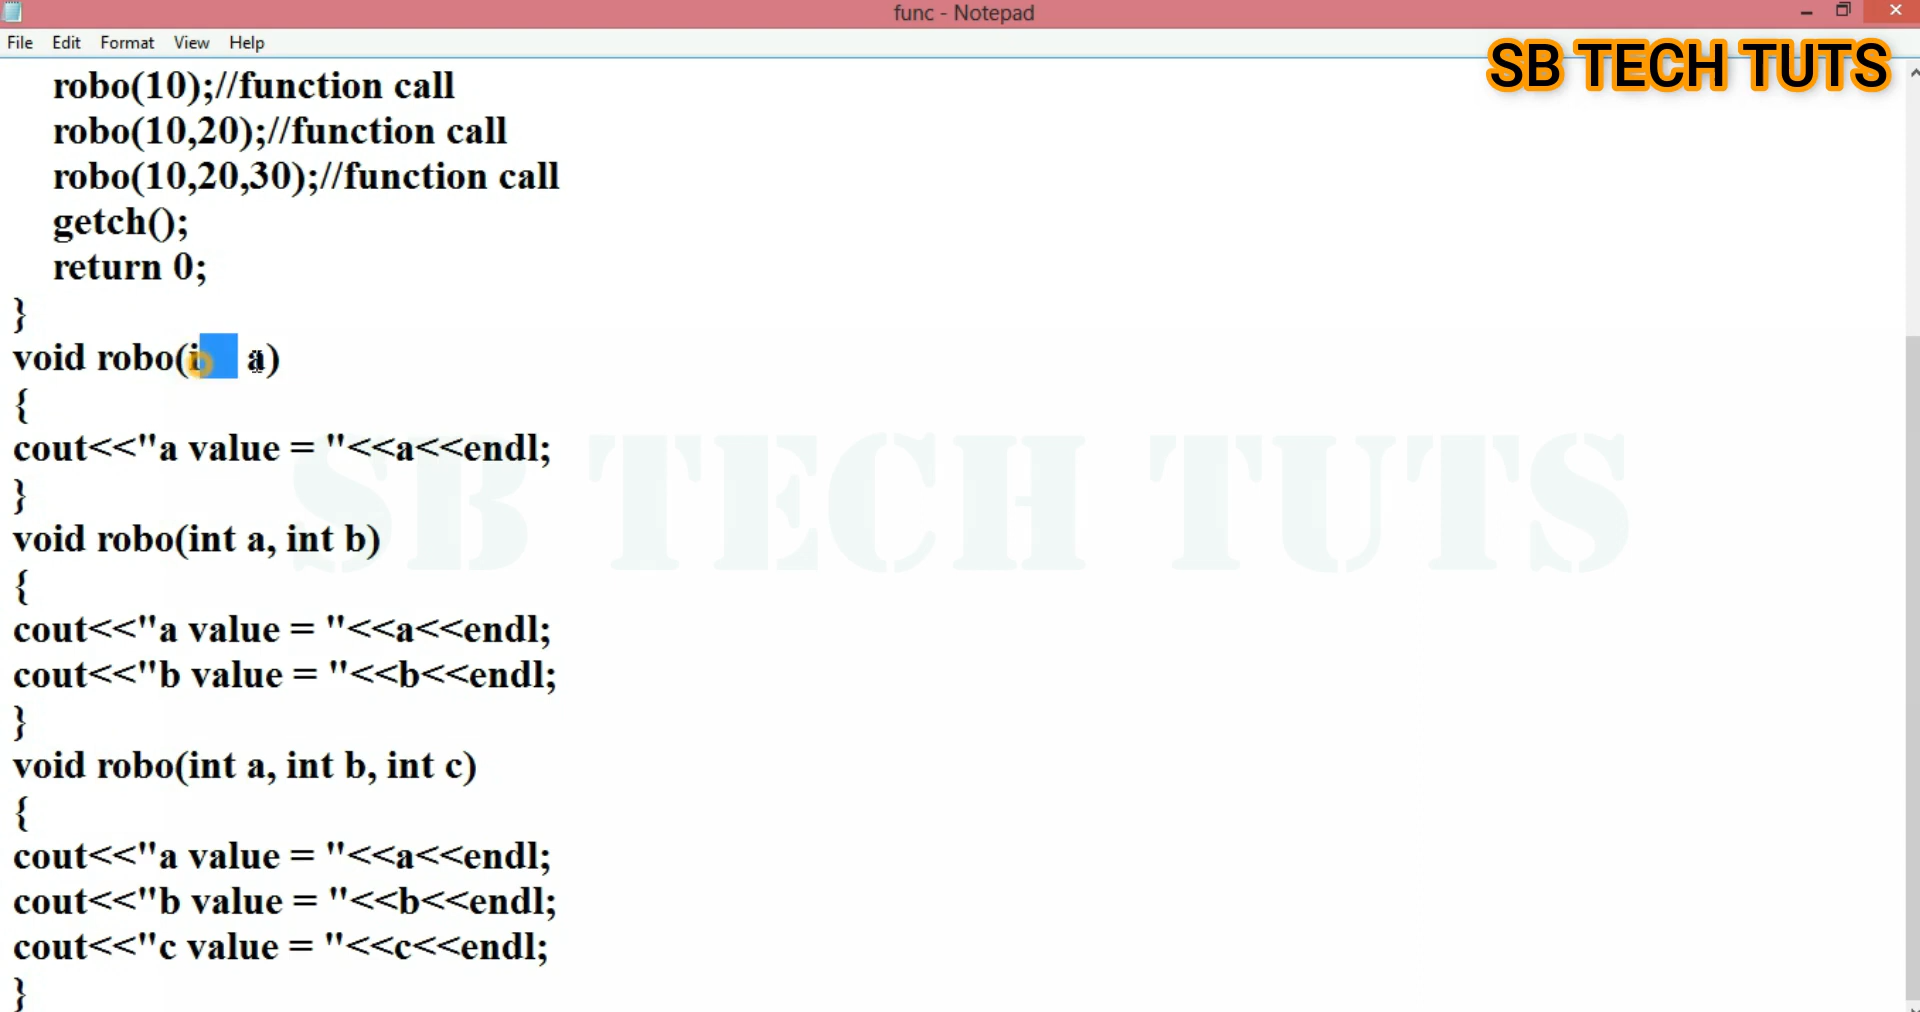 func - Notepad
File Edit Format View Help
SB TECH TUTS
robo(10);//function call
robo(10,20);//function call
robo(10,20,30);//function call
getch();
return 0;
}
void robo(i a)
{
cout<<"a value = "<<a<<endl;
}
void robo(int a, int b)
{
cout<<"a value = "<<a<<endl;
cout<<"b value = "<<b<<endl;
}
void robo(int a, int b, int c)
{
cout<<"a value = "<<a<<endl;
cout<<"b value = "<<b<<endl;
cout<<"c value = "<<c<<endl;
}
SB TECH TUTS